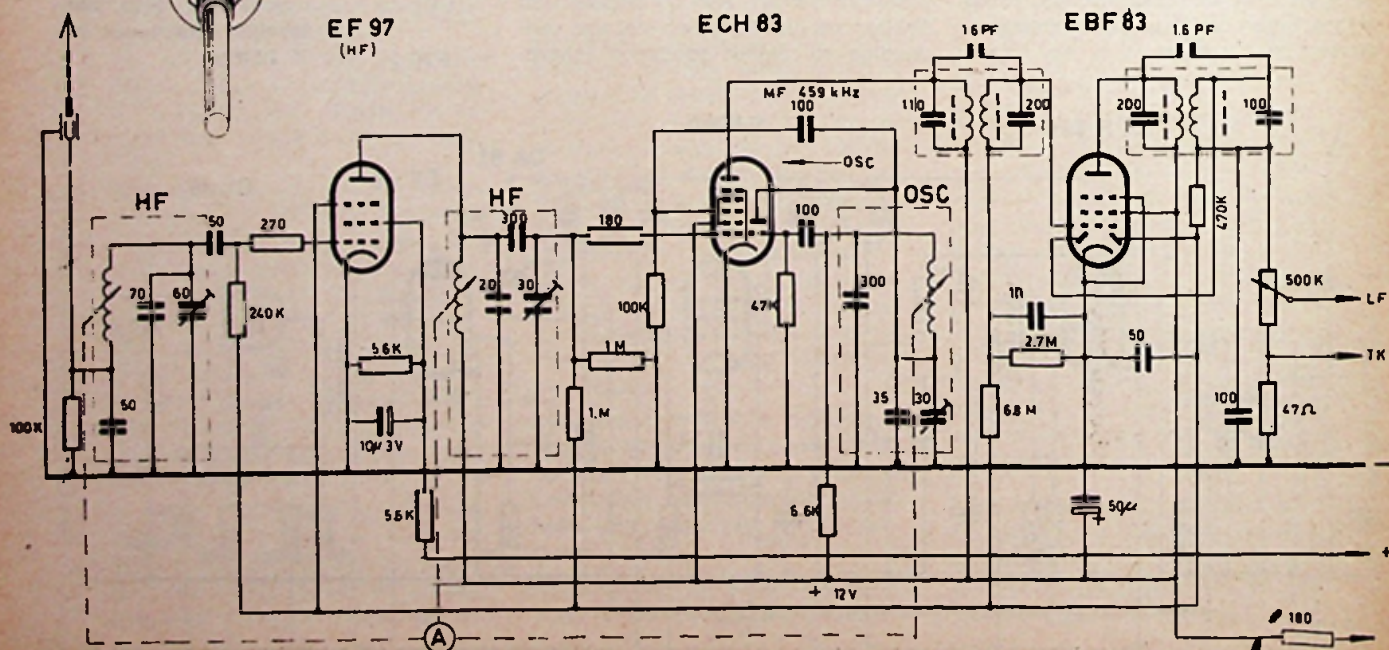 EF 97
(HF)
ECH 83
EBF 83
16 PF
1.6 PF
MF 459 kHz
100
110
200
200
100
OSC
HF
HF
OSC
50
270
300
180
100
470K
70
60
240K
20
30
100K
47K
300
1n
500K
LF
5.6K
1M
2.7M
50
TK
100K
50
10µ 3V
1.M
35
30
6.8M
100
47Ω
-
5.6K
6.6K
50µ
+
+
+ 12V
A
180